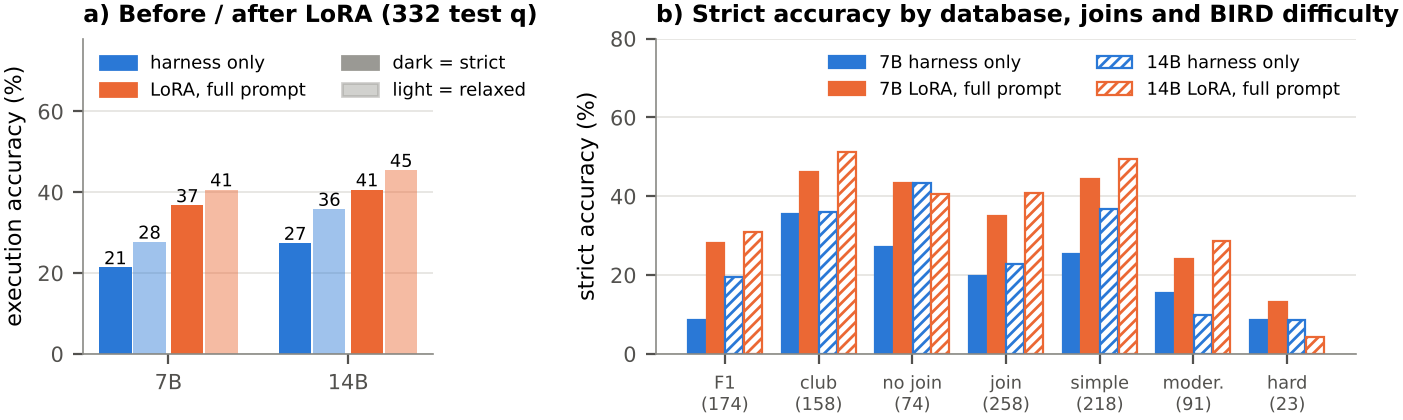 a) Before / after LoRA (332 test q)
harness only
LoRA, full prompt
dark = strict
light = relaxed
execution accuracy (%)
60
40
20
0
21
28
37
41
27
36
41
45
7B
14B
b) Strict accuracy by database, joins and BIRD difficulty
7B harness only
7B LoRA, full prompt
14B harness only
14B LoRA, full prompt
strict accuracy (%)
80
60
40
20
0
F1
(174)
club
(158)
no join
(74)
join
(258)
simple
(218)
moder.
(91)
hard
(23)